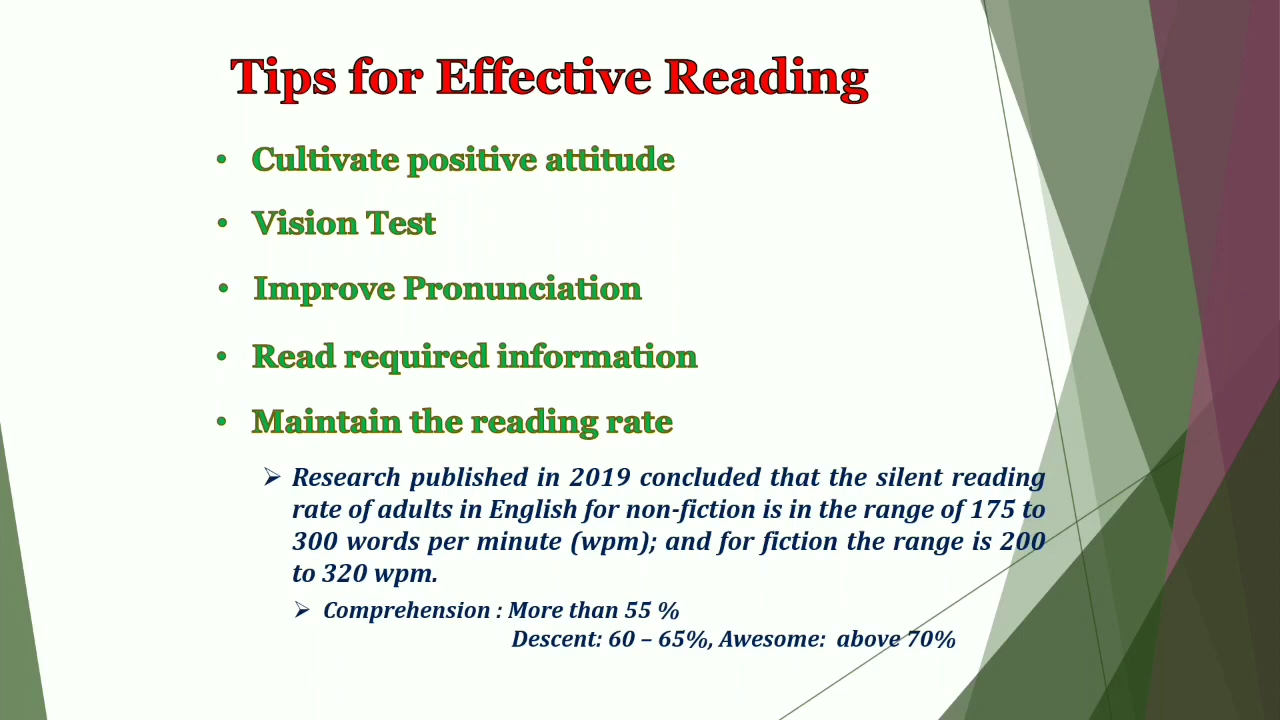 Tips for Effective Reading
• Cultivate positive attitude
• Vision Test
• Improve Pronunciation
• Read required information
• Maintain the reading rate
➢ Research published in 2019 concluded that the silent reading
rate of adults in English for non-fiction is in the range of 175 to
300 words per minute (wpm); and for fiction the range is 200
to 320 wpm.
➢ Comprehension : More than 55 %
Descent: 60 – 65%, Awesome: above 70%